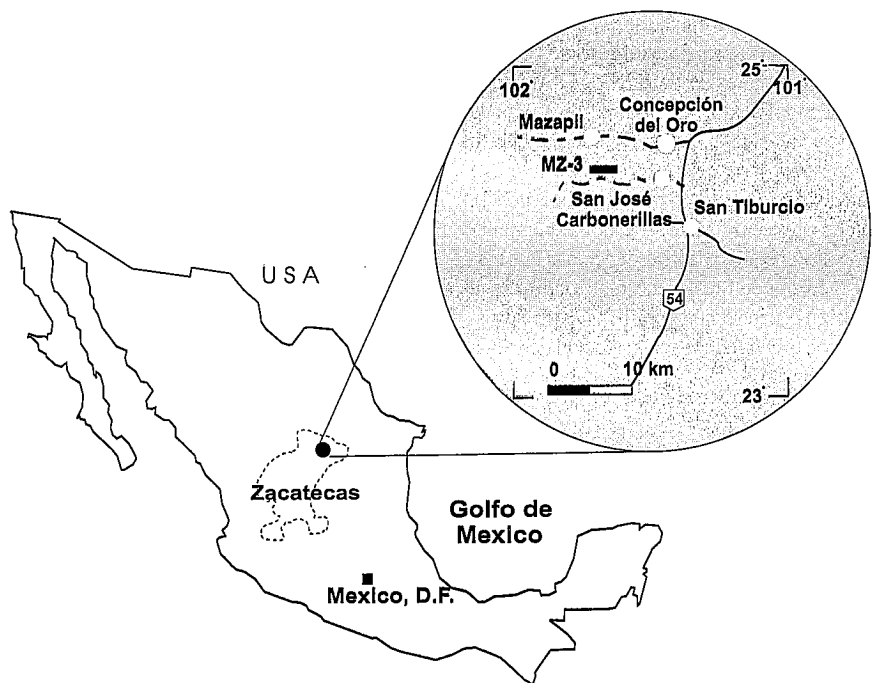 102°
25°
101°
Concepción
del Oro
Mazapil
MZ-3
San José
Carbonerillas
San Tiburcio
54
0 10 km
23°
USA
Zacatecas
Golfo de
Mexico
Mexico, D.F.